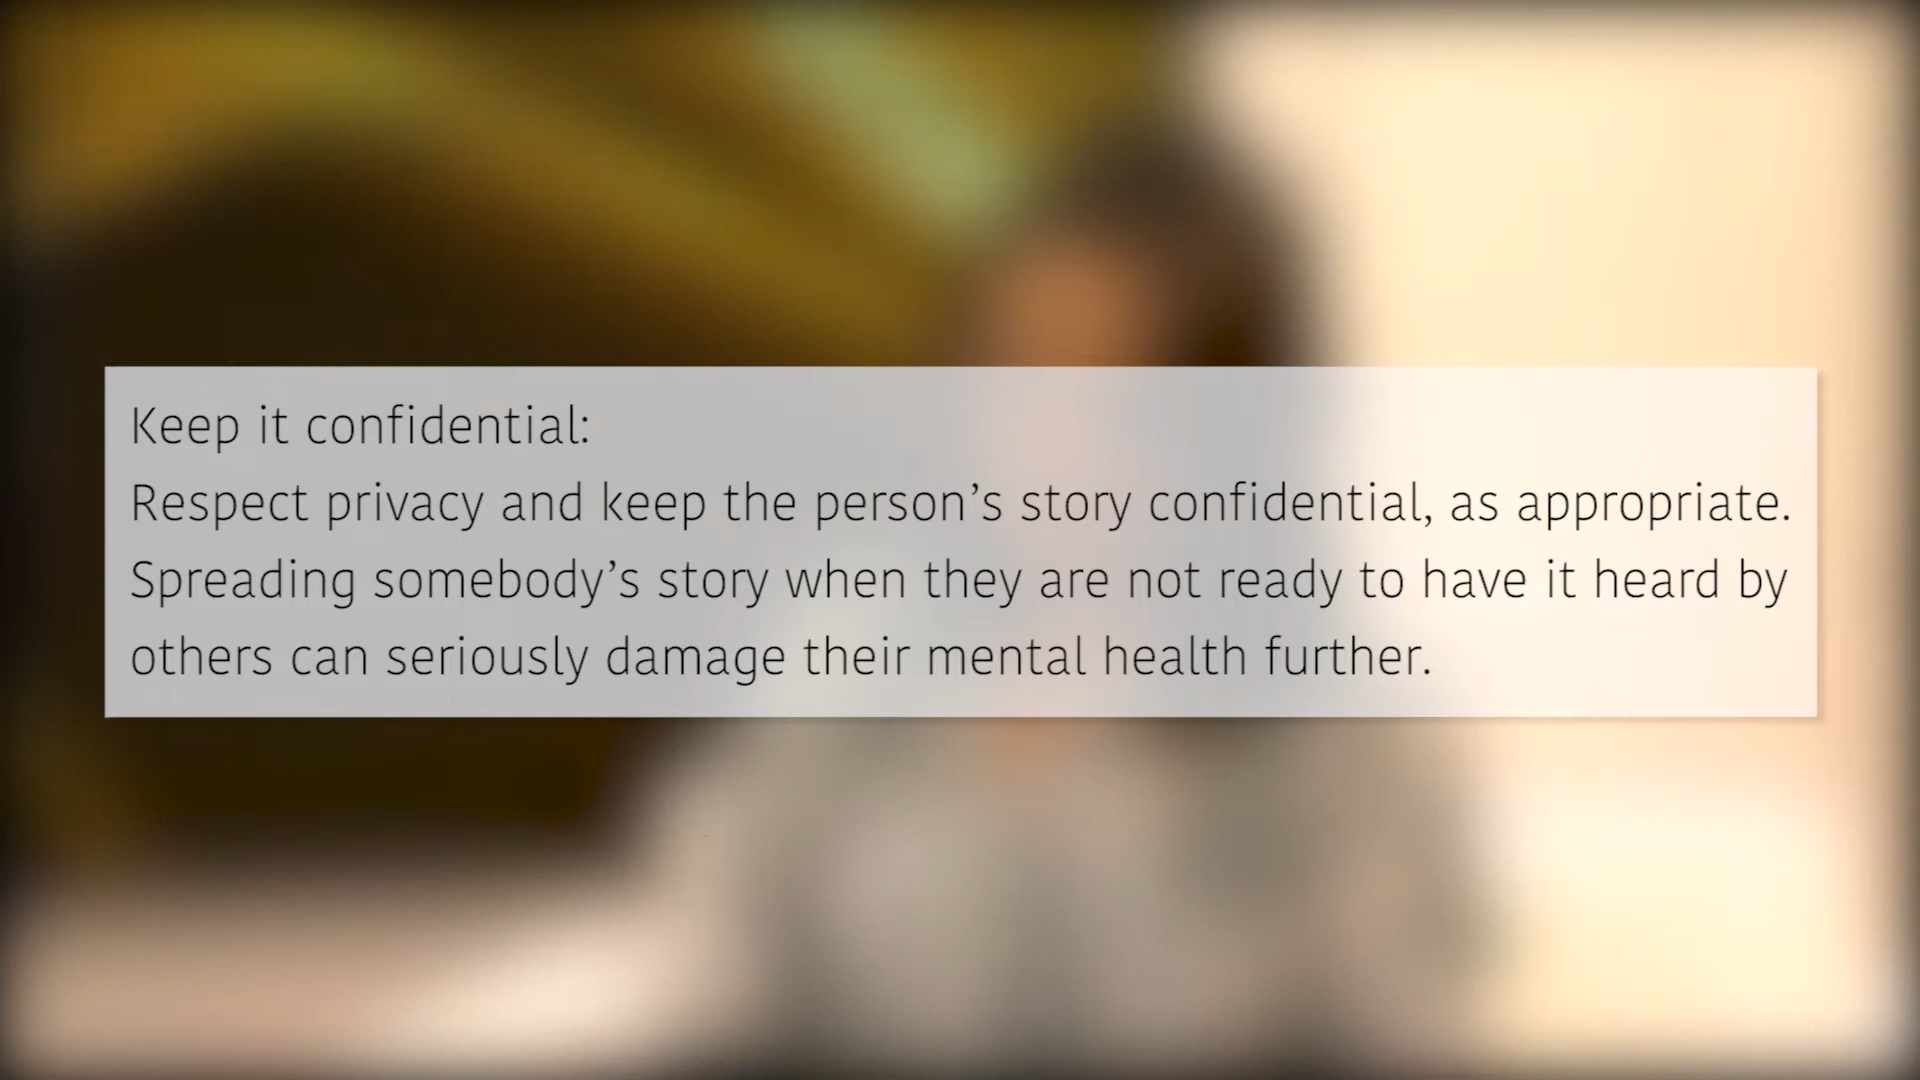 Keep it confidential:
Respect privacy and keep the person’s story confidential, as appropriate.
Spreading somebody’s story when they are not ready to have it heard by
others can seriously damage their mental health further.